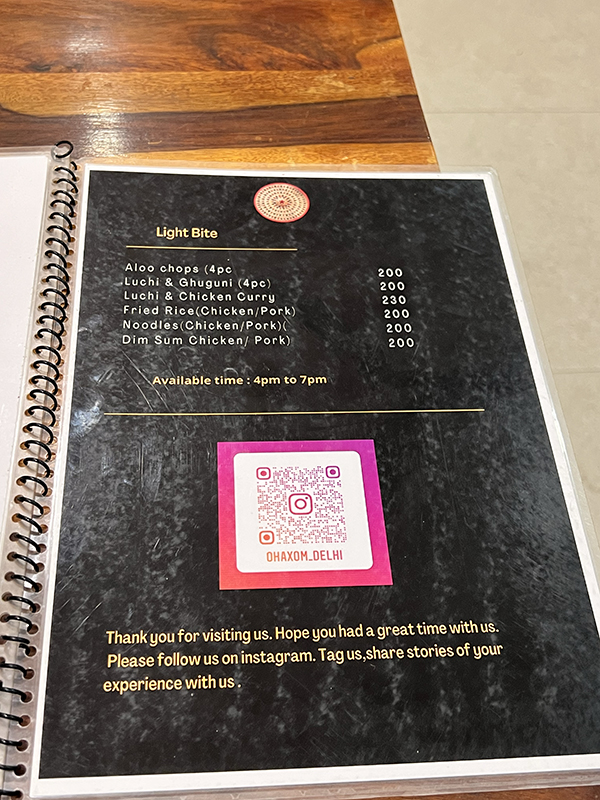 Light Bite
Aloo chops (4pc 200
Luchi & Ghuguni (4pc) 200
Luchi & Chicken Curry 230
Fried Rice(Chicken/Pork) 200
Noodles(Chicken/Pork)( 200
Dim Sum Chicken/ Pork) 200
Available time : 4pm to 7pm
OHAXOM_DELHI
Thank you for visiting us. Hope you had a great time with us.
Please follow us on instagram. Tag us,share stories of your
experience with us .